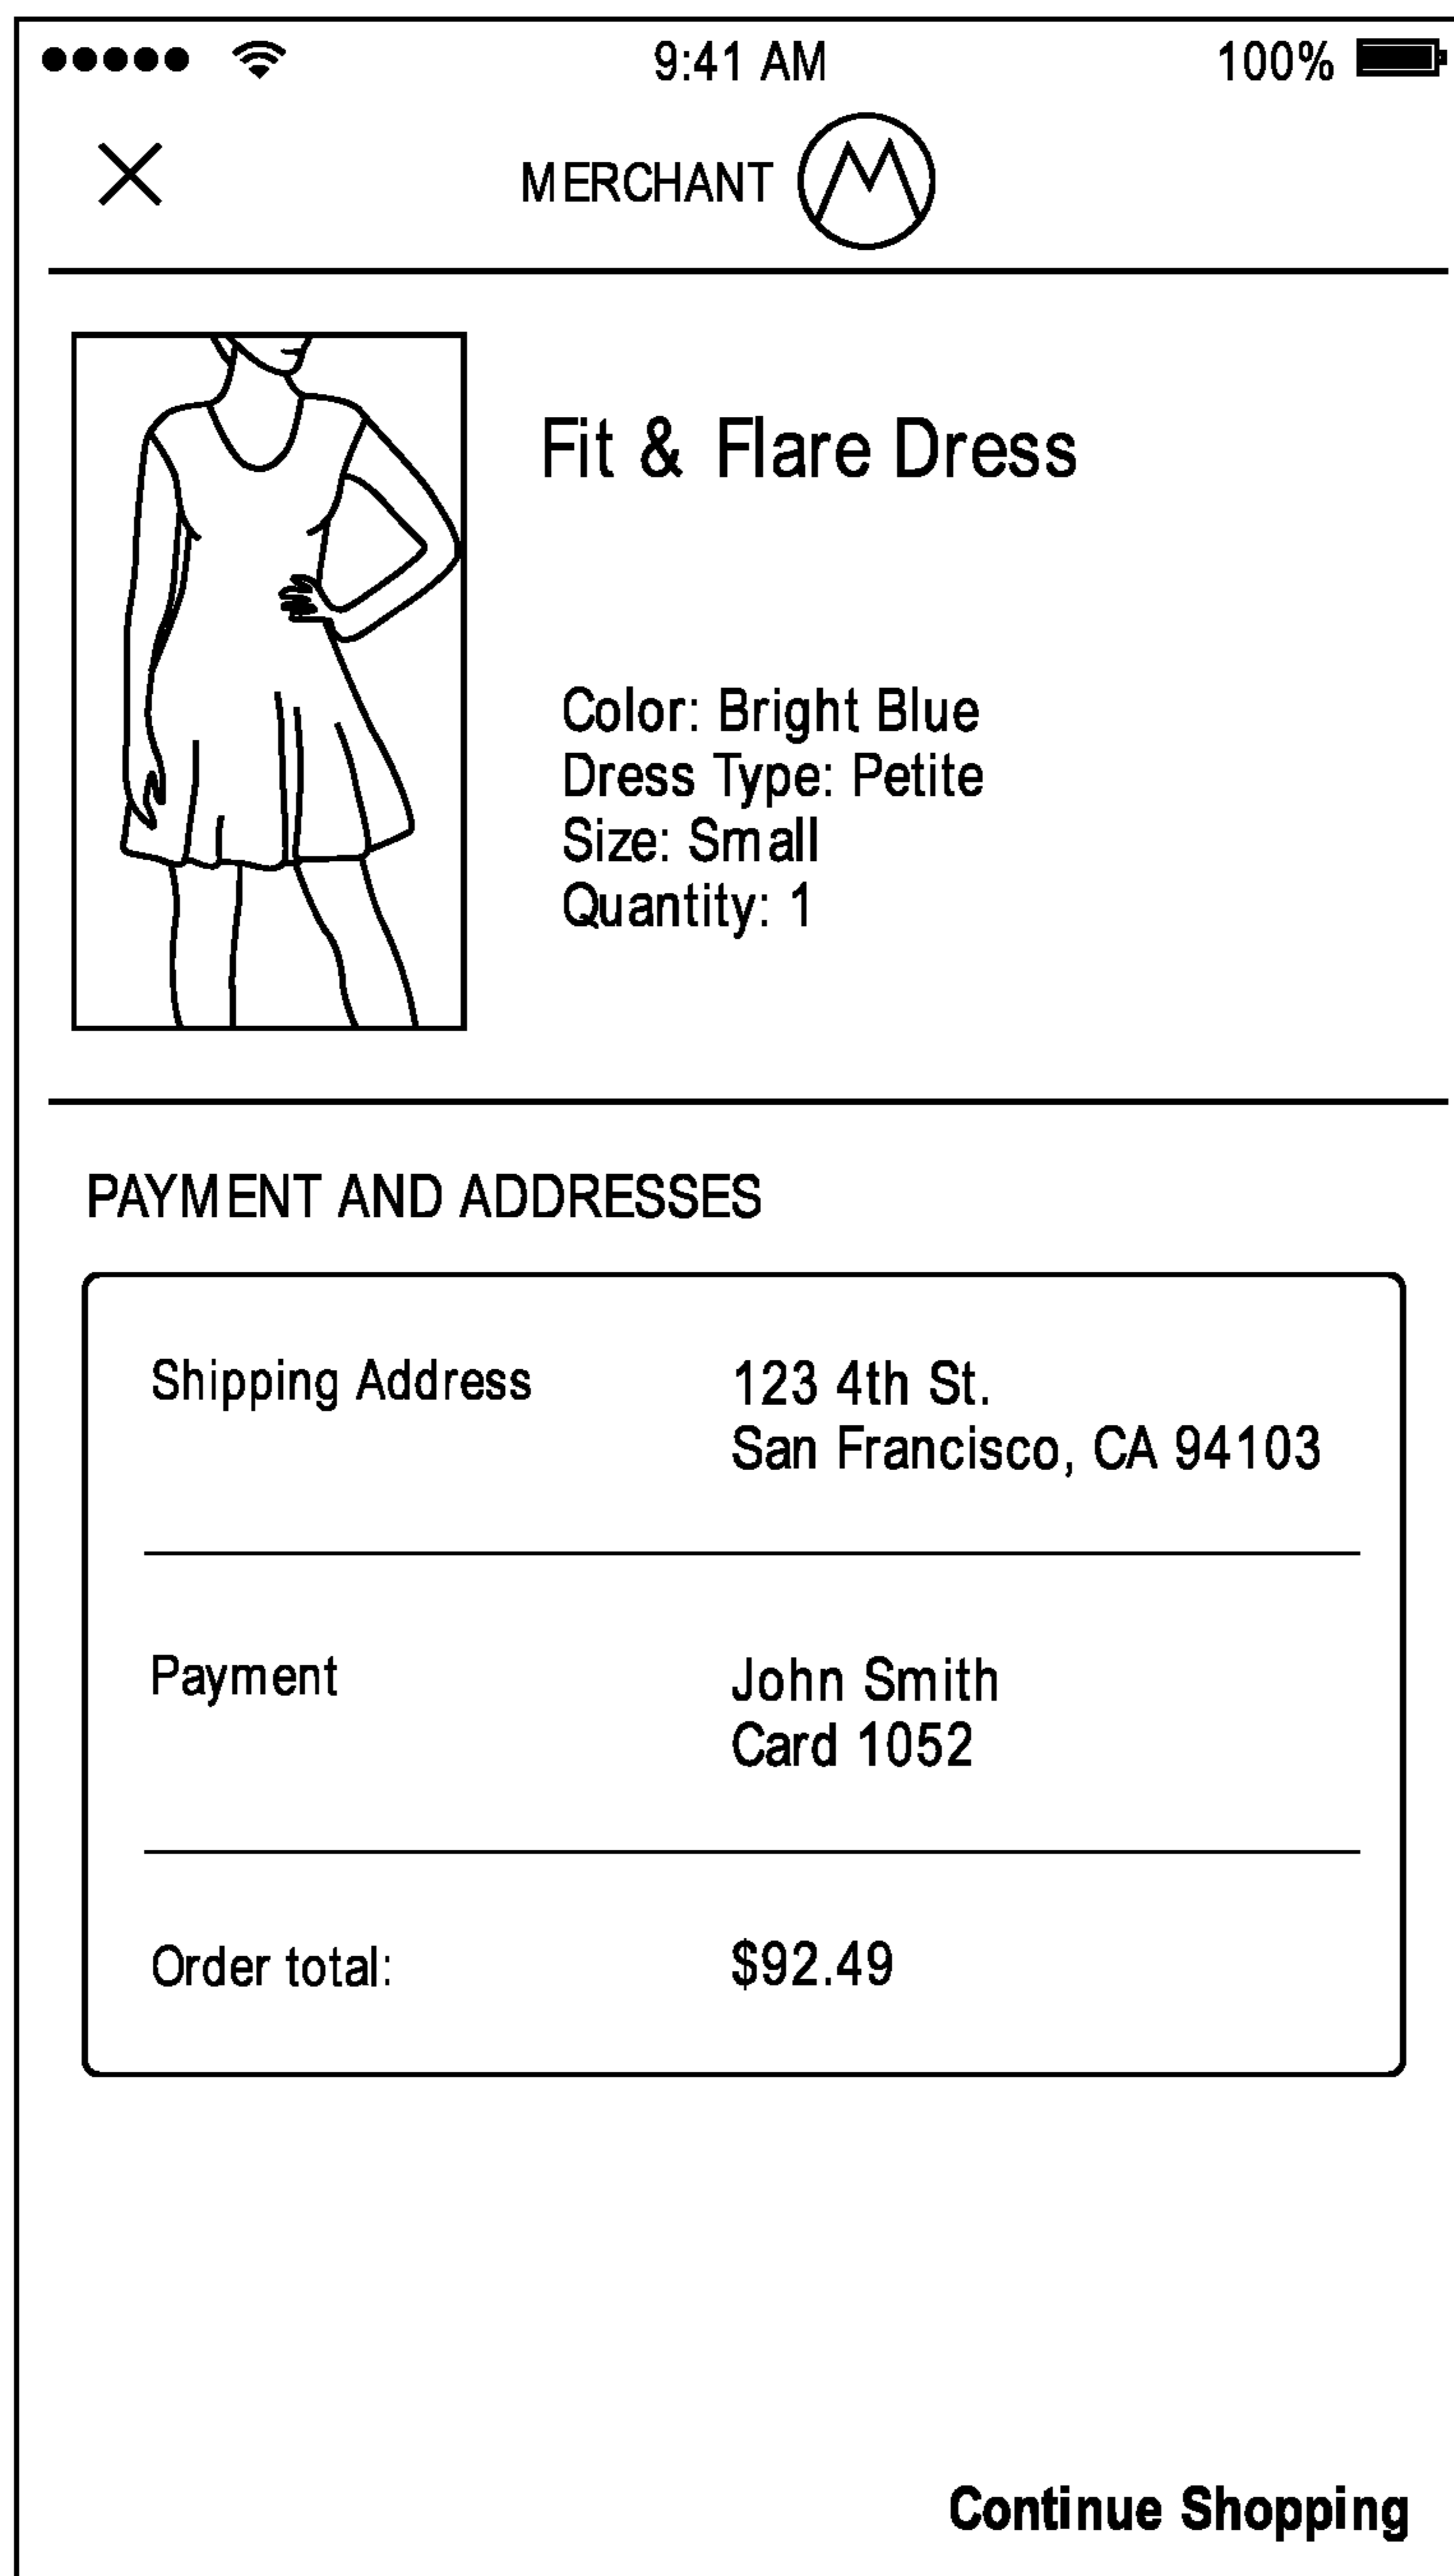 9:41 AM 100%
MERCHANT
Fit & Flare Dress
Color: Bright Blue
Dress Type: Petite
Size: Small
Quantity: 1
PAYMENT AND ADDRESSES
Shipping Address 123 4th St.
San Francisco, CA 94103
Payment John Smith
Card 1052
Order total: $92.49
Continue Shopping